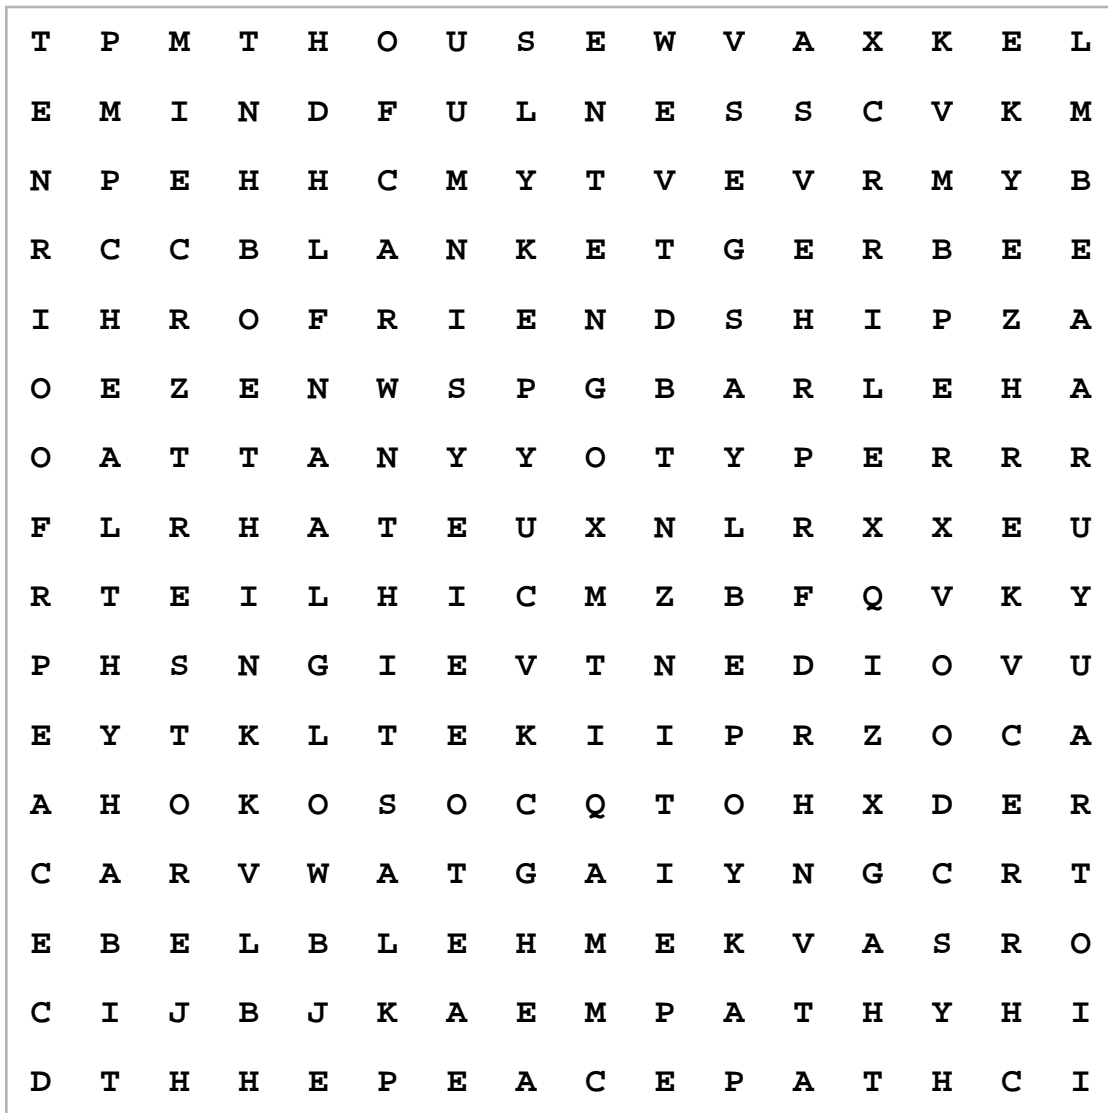 T P M T H O U S E W V A X K E L
E M I N D F U L N E S S C V K M
N P E H H C M Y T V E V R M Y B
R C C B L A N K E T G E R B E E
I H R O F R I E N D S H I P Z A
O E Z E N W S P G B A R L E H A
O A T T A N Y Y O T Y P E R R R
F L R H A T E U X N L R X X E U
R T E I L H I C M Z B F Q V K Y
P H S N G I E V T N E D I O V U
E Y T K L T E K I I P R Z O C A
A H O K O S O C Q T O H X D E R
C A R V W A T G A I Y N G C R T
E B E L B L E H M E K V A S R O
C I J B J K A E M P A T H Y H I
D T H H E P E A C E P A T H C I